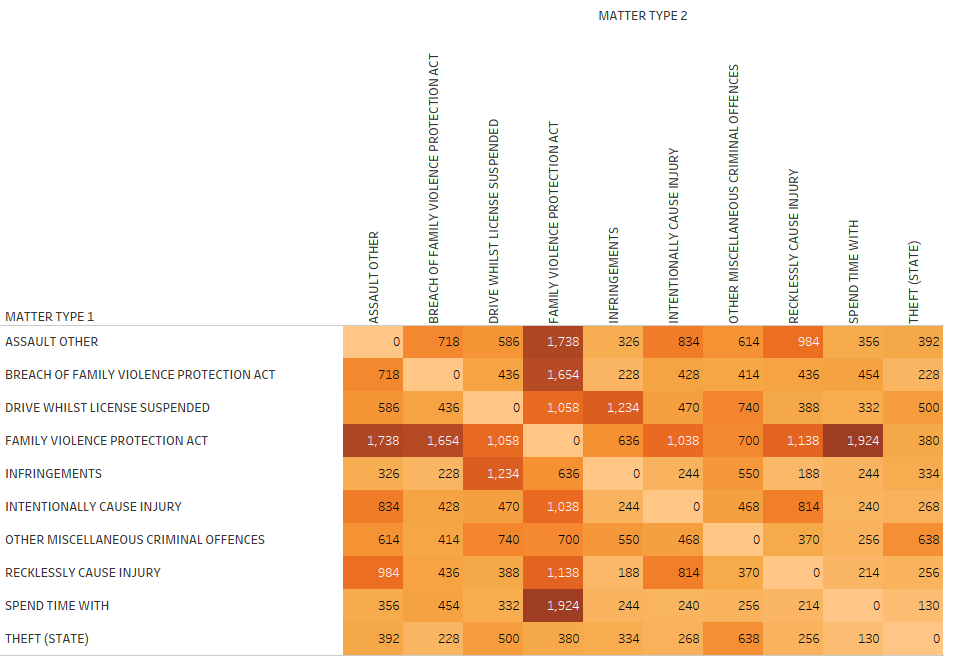 MATTER TYPE 2
MATTER TYPE 1
ASSAULT OTHER
BREACH OF FAMILY VIOLENCE PROTECTION ACT
DRIVE WHILST LICENSE SUSPENDED
FAMILY VIOLENCE PROTECTION ACT
INFRINGEMENTS
INTENTIONALLY CAUSE INJURY
OTHER MISCELLANEOUS CRIMINAL OFFENCES
RECKLESSLY CAUSE INJURY
SPEND TIME WITH
THEFT (STATE)
ASSAULT OTHER 0 718 586 1,738 326 834 614 984 356 392
BREACH OF FAMILY VIOLENCE PROTECTION ACT 718 0 436 1,654 228 428 414 436 454 228
DRIVE WHILST LICENSE SUSPENDED 586 436 0 1,058 1,234 470 740 388 332 500
FAMILY VIOLENCE PROTECTION ACT 1,738 1,654 1,058 0 636 1,038 700 1,138 1,924 380
INFRINGEMENTS 326 228 1,234 636 0 244 550 188 244 334
INTENTIONALLY CAUSE INJURY 834 428 470 1,038 244 0 468 814 240 268
OTHER MISCELLANEOUS CRIMINAL OFFENCES 614 414 740 700 550 468 0 370 256 638
RECKLESSLY CAUSE INJURY 984 436 388 1,138 188 814 370 0 214 256
SPEND TIME WITH 356 454 332 1,924 244 240 256 214 0 130
THEFT (STATE) 392 228 500 380 334 268 638 256 130 0